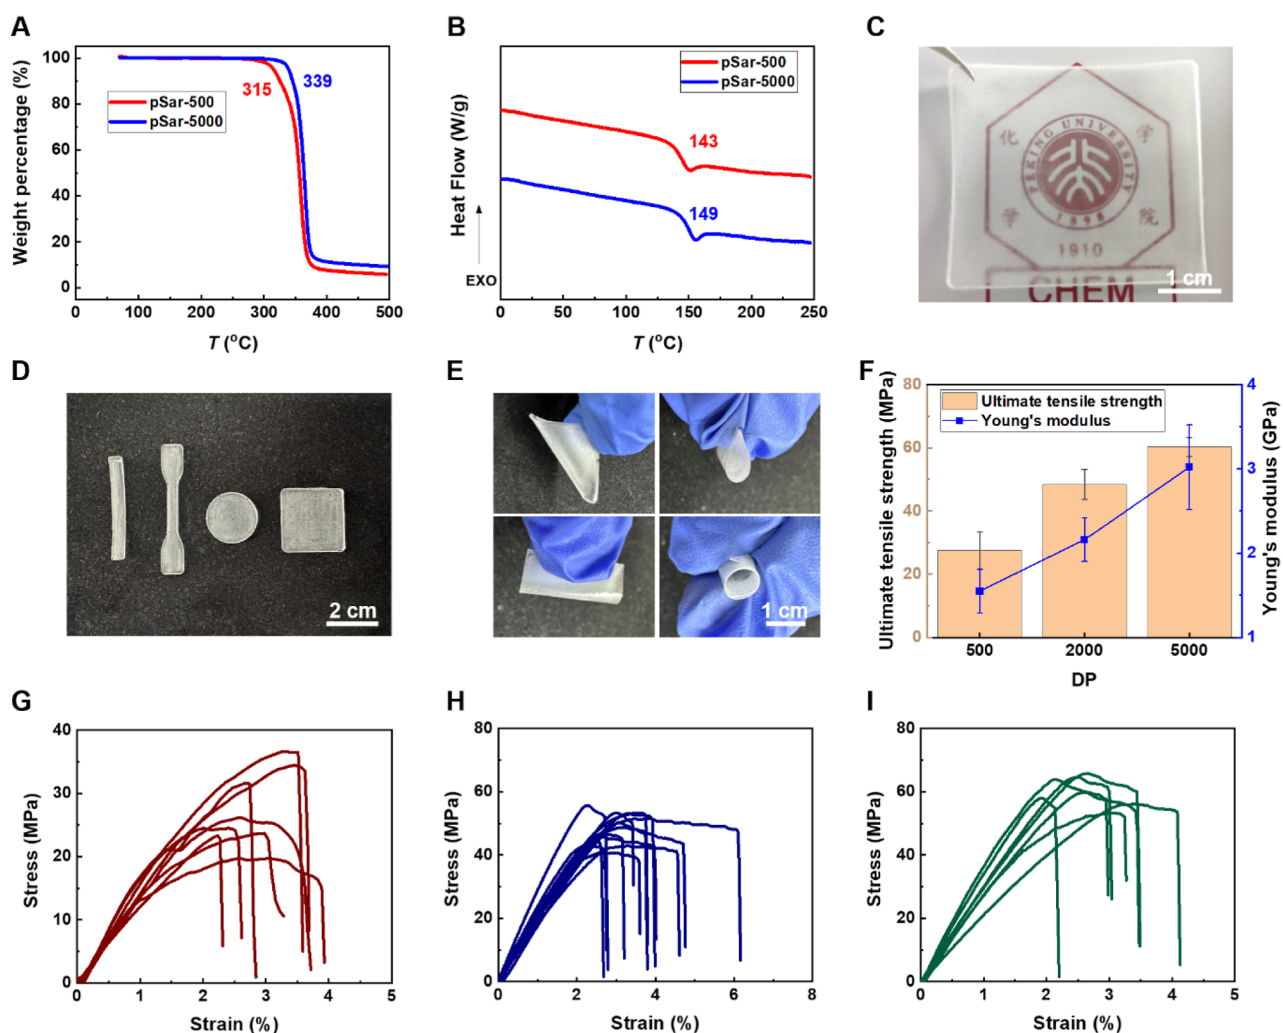 A
Weight percentage (%)
100
80
60
40
20
0
315
339
pSar-500
pSar-5000
0
100
200
300
400
500
T (°C)
B
Heat Flow (W/g)
EXO
pSar-500
pSar-5000
143
149
0
50
100
150
200
250
T (°C)
C
PEKING UNIVERSITY
1898
化
学
学
院
1910
CHEM
1 cm
D
2 cm
E
1 cm
F
Ultimate tensile strength (MPa)
80
60
40
20
0
Ultimate tensile strength
Young's modulus
4
3
2
1
Young's modulus (GPa)
500
2000
5000
DP
G
Stress (MPa)
40
30
20
10
0
0
1
2
3
4
5
Strain (%)
H
Stress (MPa)
80
60
40
20
0
0
2
4
6
8
Strain (%)
I
Stress (MPa)
80
60
40
20
0
0
1
2
3
4
5
Strain (%)